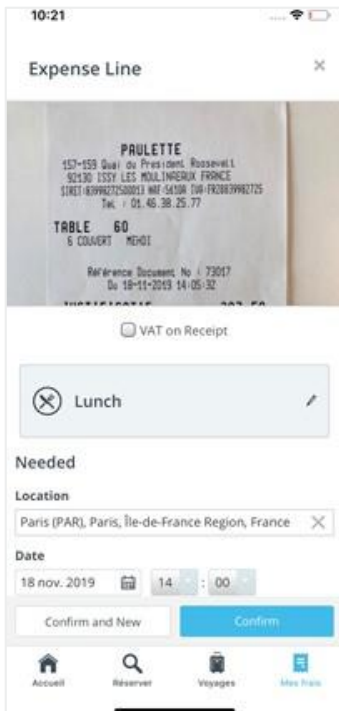 10:21
Expense Line
PAULETTE
157-159 Quai du President Roosevelt
92130 ISSY LES MOULINEAUX FRANCE
Tel : 01.46.38.25.77
TABLE 60
6 COUVERT MEHDI
Référence Document No : 73017
Du 18-11-2019 14:05:32
VAT on Receipt
Lunch
Needed
Location
Paris (PAR), Paris, Île-de-France Region, France
Date
18 nov. 2019 14 : 00
Confirm and New Confirm
Accueil Réserver Voyages Mes frais